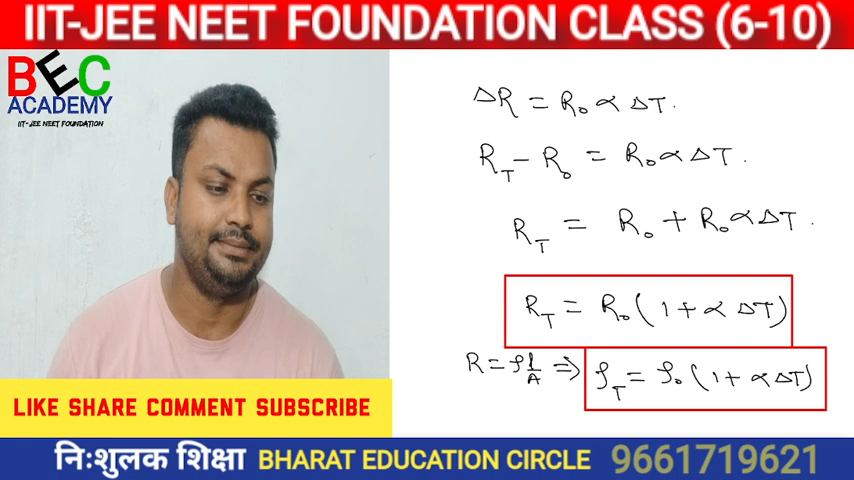 IIT-JEE NEET FOUNDATION CLASS (6-10)
BEC
ACADEMY
IIT-JEE NEET FOUNDATION
ΔR = R₀ ∝ ΔT.
R_T - R₀ = R₀ ∝ ΔT.
R_T = R₀ + R₀ ∝ ΔT.
R_T = R₀ (1 + ∝ ΔT)
R = ρ l/A ⇒ ρ_T = ρ₀ (1 + ∝ ΔT)
LIKE SHARE COMMENT SUBSCRIBE
निःशुल्क शिक्षा BHARAT EDUCATION CIRCLE 9661719621